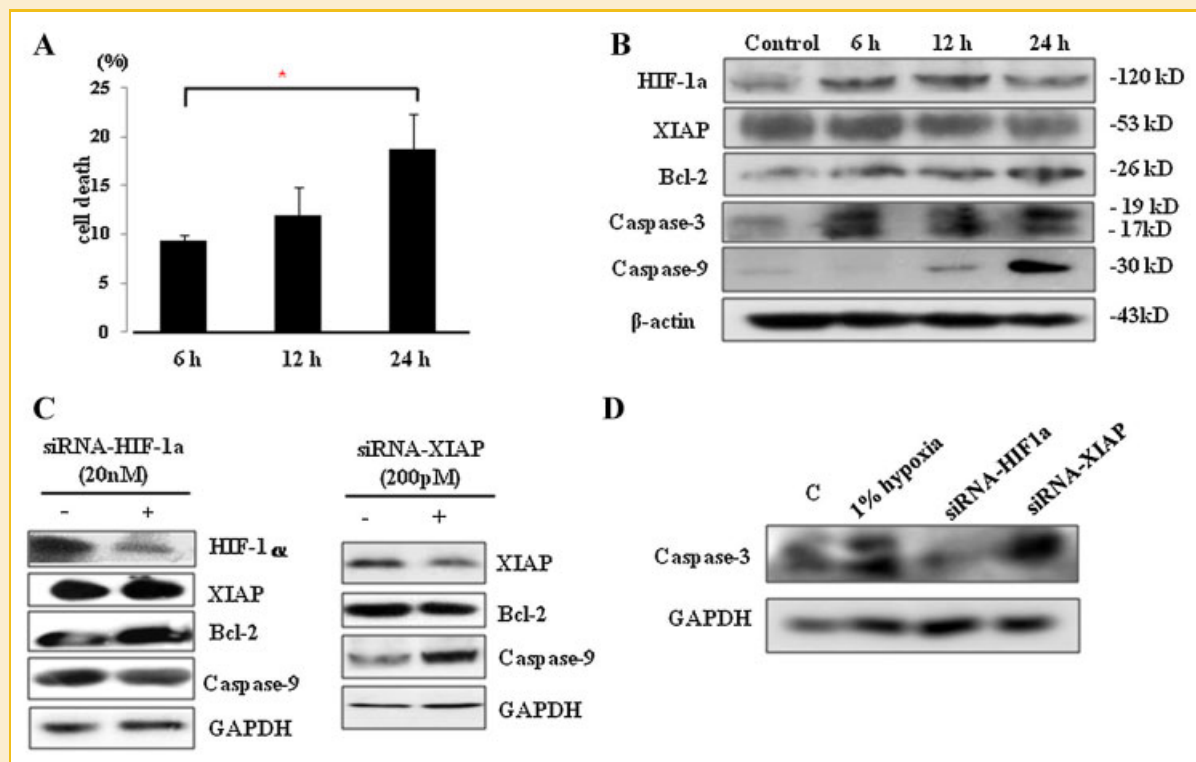 A
(%)
*
25
20
15
10
5
0
cell death
6 h 12 h 24 h
B
Control 6 h 12 h 24 h
HIF-1a -120 kD
XIAP -53 kD
Bcl-2 -26 kD
Caspase-3 - 19 kD
- 17kD
Caspase-9 -30 kD
β-actin -43kD
C
siRNA-HIF-1a
(20nM)
- +
HIF-1α
XIAP
Bcl-2
Caspase-9
GAPDH
siRNA-XIAP
(200pM)
- +
XIAP
Bcl-2
Caspase-9
GAPDH
D
C 1% hypoxia siRNA-HIF1a siRNA-XIAP
Caspase-3
GAPDH